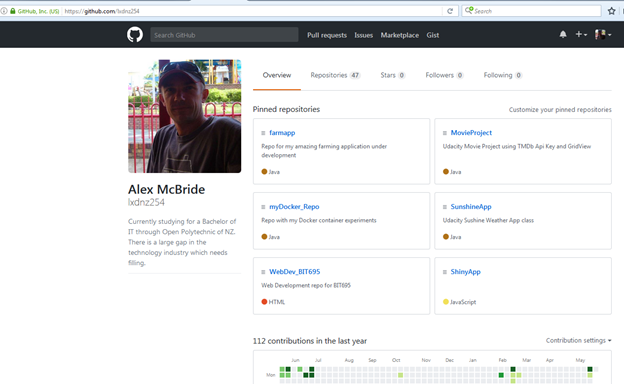 GitHub, Inc. (US) https://github.com/lxdnz254 Search
Search GitHub Pull requests Issues Marketplace Gist
Overview Repositories 47 Stars 0 Followers 0 Following 0
Pinned repositories Customize your pinned repositories
farmapp
Repo for my amazing farming application under
development
Java
MovieProject
Udacity Movie Project using TMDb Api Key and GridView
Java
Alex McBride
lxdnz254
Currently studying for a Bachelor of
IT through Open Polytechnic of NZ.
There is a large gap in the
technology industry which needs
filling.
myDocker_Repo
Repo with my Docker container experiments
Java
SunshineApp
Udacity Sushine Weather App class
Java
WebDev_BIT695
Web Development repo for BIT695
HTML
ShinyApp
JavaScript
112 contributions in the last year Contribution settings
Jun Jul Aug Sep Oct Nov Dec Jan Feb Mar Apr May
Mon